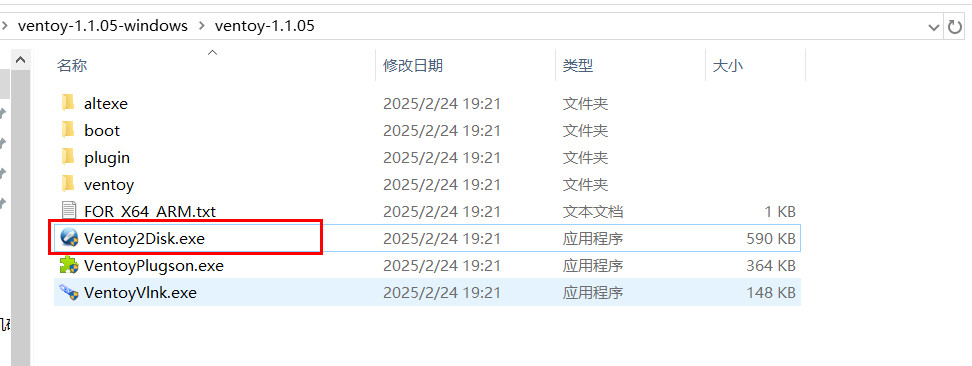 ventoy-1.1.05-windows > ventoy-1.1.05
名称 修改日期 类型 大小
altexe 2025/2/24 19:21 文件夹
boot 2025/2/24 19:21 文件夹
plugin 2025/2/24 19:21 文件夹
ventoy 2025/2/24 19:21 文件夹
FOR_X64_ARM.txt 2025/2/24 19:21 文本文档 1 KB
Ventoy2Disk.exe 2025/2/24 19:21 应用程序 590 KB
VentoyPlugson.exe 2025/2/24 19:21 应用程序 364 KB
VentoyVlnk.exe 2025/2/24 19:21 应用程序 148 KB